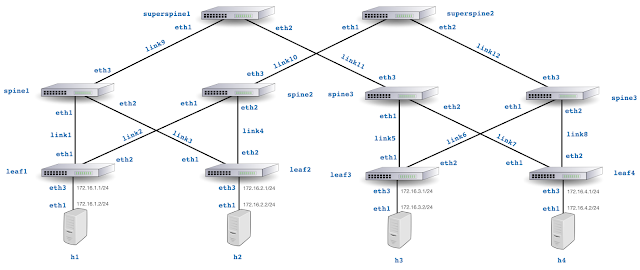 superspine1
superspine2
eth1
eth2
eth1
eth2
link9
link10
link11
link12
eth3
eth3
eth3
eth3
spine1
spine2
spine3
spine3
eth1
eth2
eth1
eth2
eth1
eth2
eth1
eth2
link1
link2
link3
link4
link5
link6
link7
link8
eth1
eth2
eth1
eth2
eth1
eth2
eth1
eth2
leaf1
leaf2
leaf3
leaf4
eth3 172.16.1.1/24
eth3 172.16.2.1/24
eth3 172.16.3.1/24
eth3 172.16.4.1/24
eth1 172.16.1.2/24
eth1 172.16.2.2/24
eth1 172.16.3.2/24
eth1 172.16.4.2/24
h1
h2
h3
h4